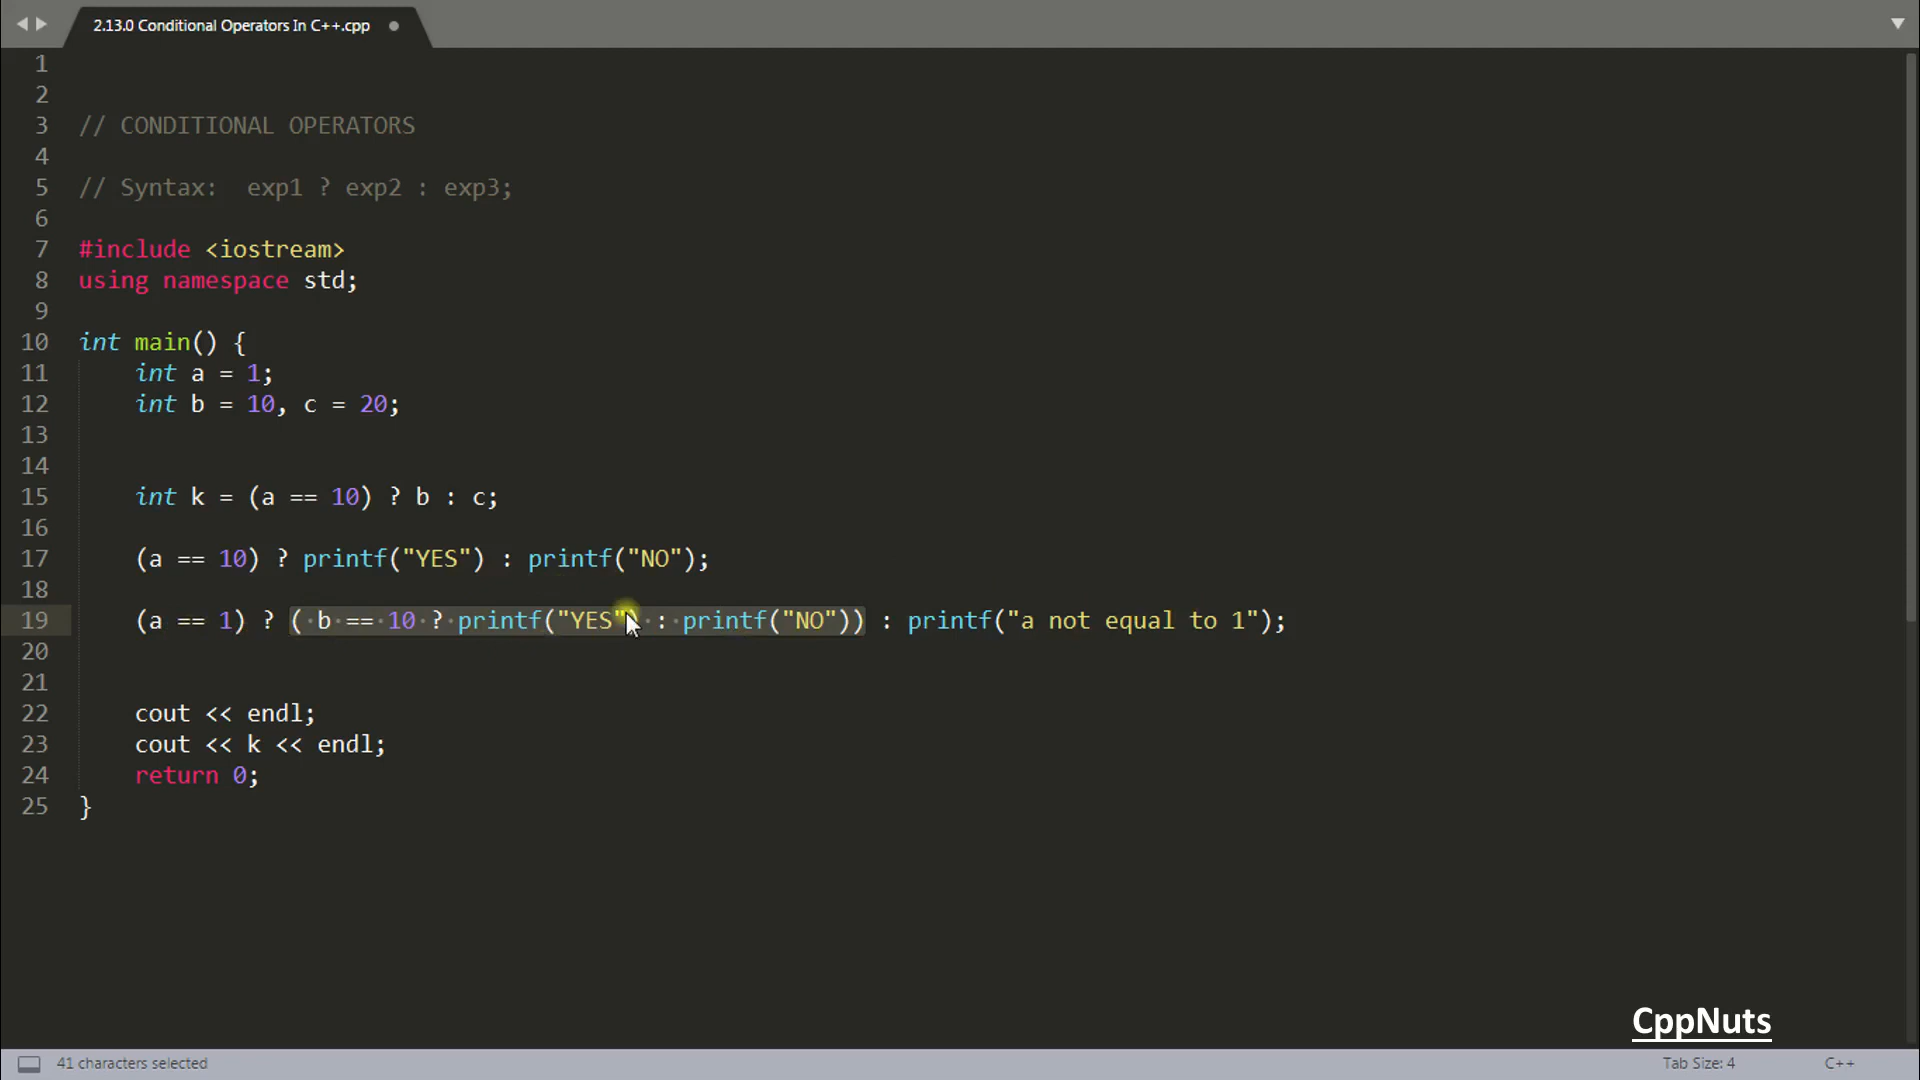 2.13.0 Conditional Operators In C++.cpp
1
2
3 // CONDITIONAL OPERATORS
4
5 // Syntax:  exp1 ? exp2 : exp3;
6
7 #include <iostream>
8 using namespace std;
9
10 int main() {
11     int a = 1;
12     int b = 10, c = 20;
13
14
15     int k = (a == 10) ? b : c;
16
17     (a == 10) ? printf("YES") : printf("NO");
18
19     (a == 1) ? ( b == 10 ? printf("YES") : printf("NO")) : printf("a not equal to 1");
20
21
22     cout << endl;
23     cout << k << endl;
24     return 0;
25 }
CppNuts
41 characters selected
Tab Size: 4
C++